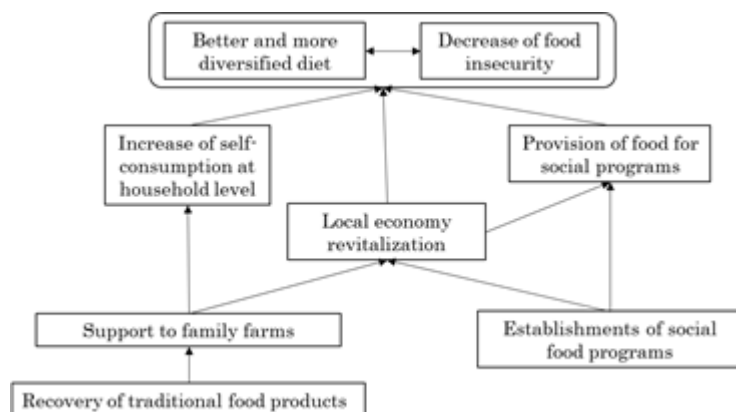 Better and more
diversified diet
Decrease of food
insecurity
Increase of self-
consumption at
household level
Provision of food for
social programs
Local economy
revitalization
Support to family farms
Establishments of social
food programs
Recovery of traditional food products